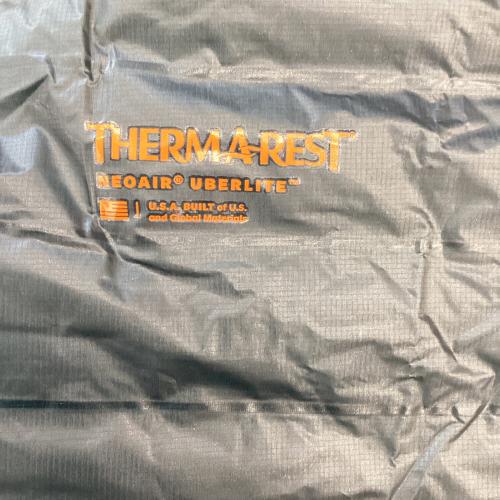 THERM-A-REST®
NEOAIR® UBERLITE™
U.S.A. BUILT of U.S.
and Global Materials